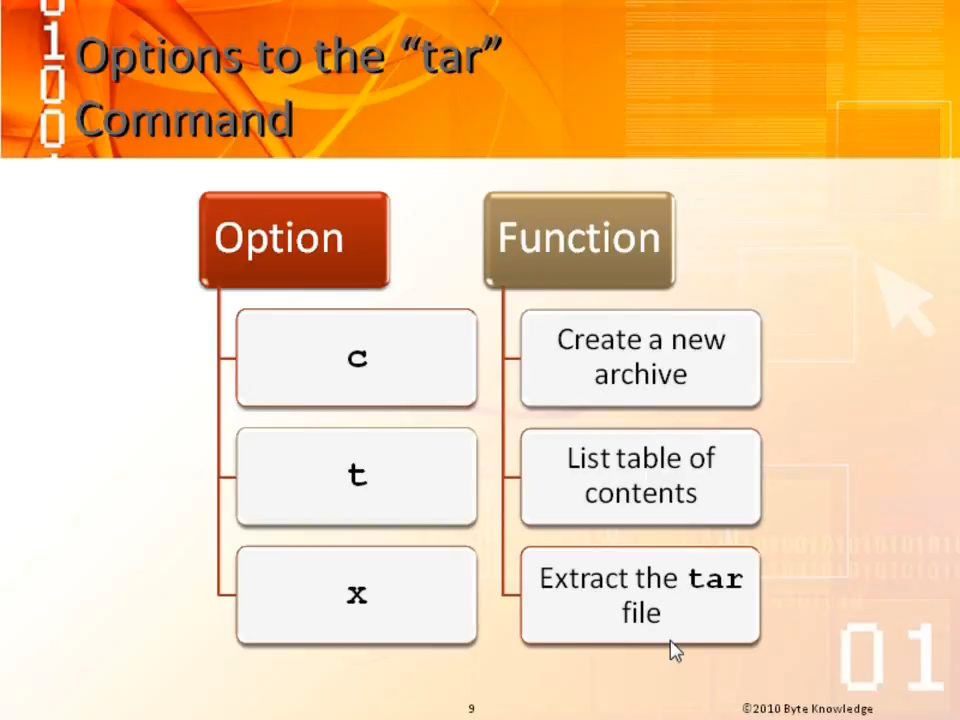 Options to the “tar”
Command
Option
Function
c
Create a new
archive
t
List table of
contents
x
Extract the tar
file
01
9
©2010 Byte Knowledge